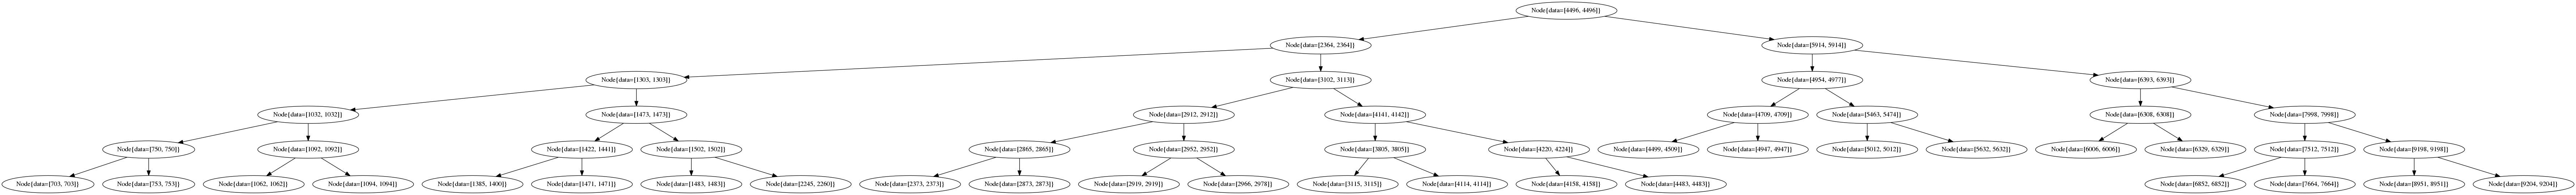 Node{data=[4496, 4496]}
Node{data=[2364, 2364]}
Node{data=[5914, 5914]}
Node{data=[1303, 1303]}
Node{data=[3102, 3113]}
Node{data=[4954, 4977]}
Node{data=[6393, 6393]}
Node{data=[1032, 1032]}
Node{data=[1473, 1473]}
Node{data=[2912, 2912]}
Node{data=[4141, 4142]}
Node{data=[4709, 4709]}
Node{data=[5463, 5474]}
Node{data=[6308, 6308]}
Node{data=[7998, 7998]}
Node{data=[750, 750]}
Node{data=[1092, 1092]}
Node{data=[1422, 1441]}
Node{data=[1502, 1502]}
Node{data=[2865, 2865]}
Node{data=[2952, 2952]}
Node{data=[3805, 3805]}
Node{data=[4220, 4224]}
Node{data=[4499, 4509]}
Node{data=[4947, 4947]}
Node{data=[5012, 5012]}
Node{data=[5632, 5632]}
Node{data=[6006, 6006]}
Node{data=[6329, 6329]}
Node{data=[7512, 7512]}
Node{data=[9198, 9198]}
Node{data=[703, 703]}
Node{data=[753, 753]}
Node{data=[1062, 1062]}
Node{data=[1094, 1094]}
Node{data=[1385, 1400]}
Node{data=[1471, 1471]}
Node{data=[1483, 1483]}
Node{data=[2245, 2260]}
Node{data=[2373, 2373]}
Node{data=[2873, 2873]}
Node{data=[2919, 2919]}
Node{data=[2966, 2978]}
Node{data=[3115, 3115]}
Node{data=[4114, 4114]}
Node{data=[4158, 4158]}
Node{data=[4483, 4483]}
Node{data=[6852, 6852]}
Node{data=[7664, 7664]}
Node{data=[8951, 8951]}
Node{data=[9204, 9204]}